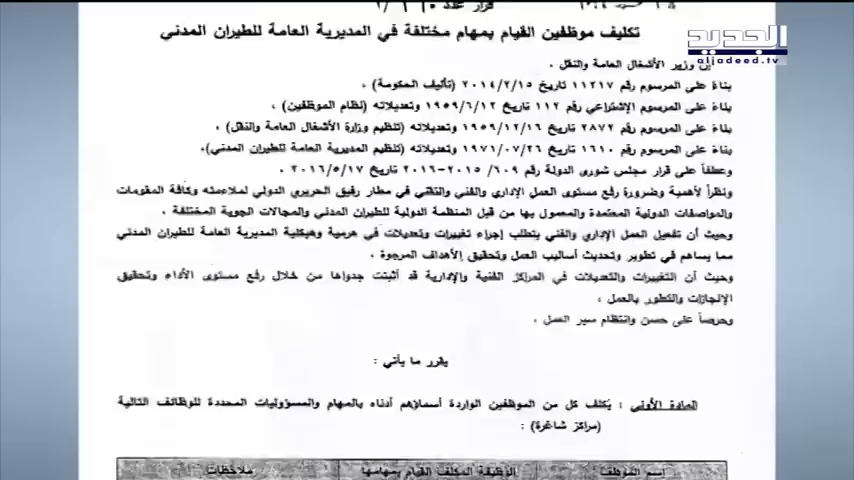 قرار عدد
تكليف موظفين القيام بمهام مختلفة في المديرية العامة للطيران المدني
الجديد
aljadeed.tv
إن وزير الأشغال العامة والنقل ،
بناءً على المرسوم رقم ١١٢١٧ تاريخ ٢٠١٤/٢/١٥ (تأليف الحكومة) ،
بناءً على المرسوم الإشتراعي رقم ١١٢ تاريخ ١٩٥٩/٦/١٢ وتعديلاته (نظام الموظفين) ،
بناءً على المرسوم رقم ٢٨٧٢ تاريخ ١٩٥٩/١٢/١٦ وتعديلاته (تنظيم وزارة الأشغال العامة والنقل) ،
بناءً على المرسوم رقم ١٦١٠ تاريخ ١٩٧١/٠٧/٢٦ وتعديلاته (تنظيم المديرية العامة للطيران المدني)،
وعطفاً على قرار مجلس شورى الدولة رقم ٦٠٩/ ٢٠١٥-٢٠١٦ تاريخ ٢٠١٦/٥/١٧ ،
ونظراً لأهمية وضرورة رفع مستوى العمل الإداري والفني والتقني في مطار رفيق الحريري الدولي لملاءمته وكافة المقومات
والمواصفات الدولية المعتمدة والمعمول بها من قبل المنظمة الدولية للطيران المدني والمجالات الجوية المختلفة ،
وحيث أن تفعيل العمل الإداري والفني يتطلب إجراء تغييرات وتعديلات في هرمية وهيكلية المديرية العامة للطيران المدني
مما يساهم في تطوير وتحديث أساليب العمل وتحقيق الأهداف المرجوة ،
وحيث أن التغييرات والتعديلات في المراكز الفنية والإدارية قد أثبتت جدواها من خلال رفع مستوى الأداء وتحقيق
الإنجازات والتطور بالعمل ،
وحرصاً على حسن وانتظام سير العمل ،
يقرر ما يأتي :
المادة الأولى : يُكلف كل من الموظفين الواردة أسماؤهم أدناه بالمهام والمسؤوليات المحددة للوظائف التالية
(مراكز شاغرة) :
إسم الموظف الوظيفة المكلف القيام بمهامها ملاحظات